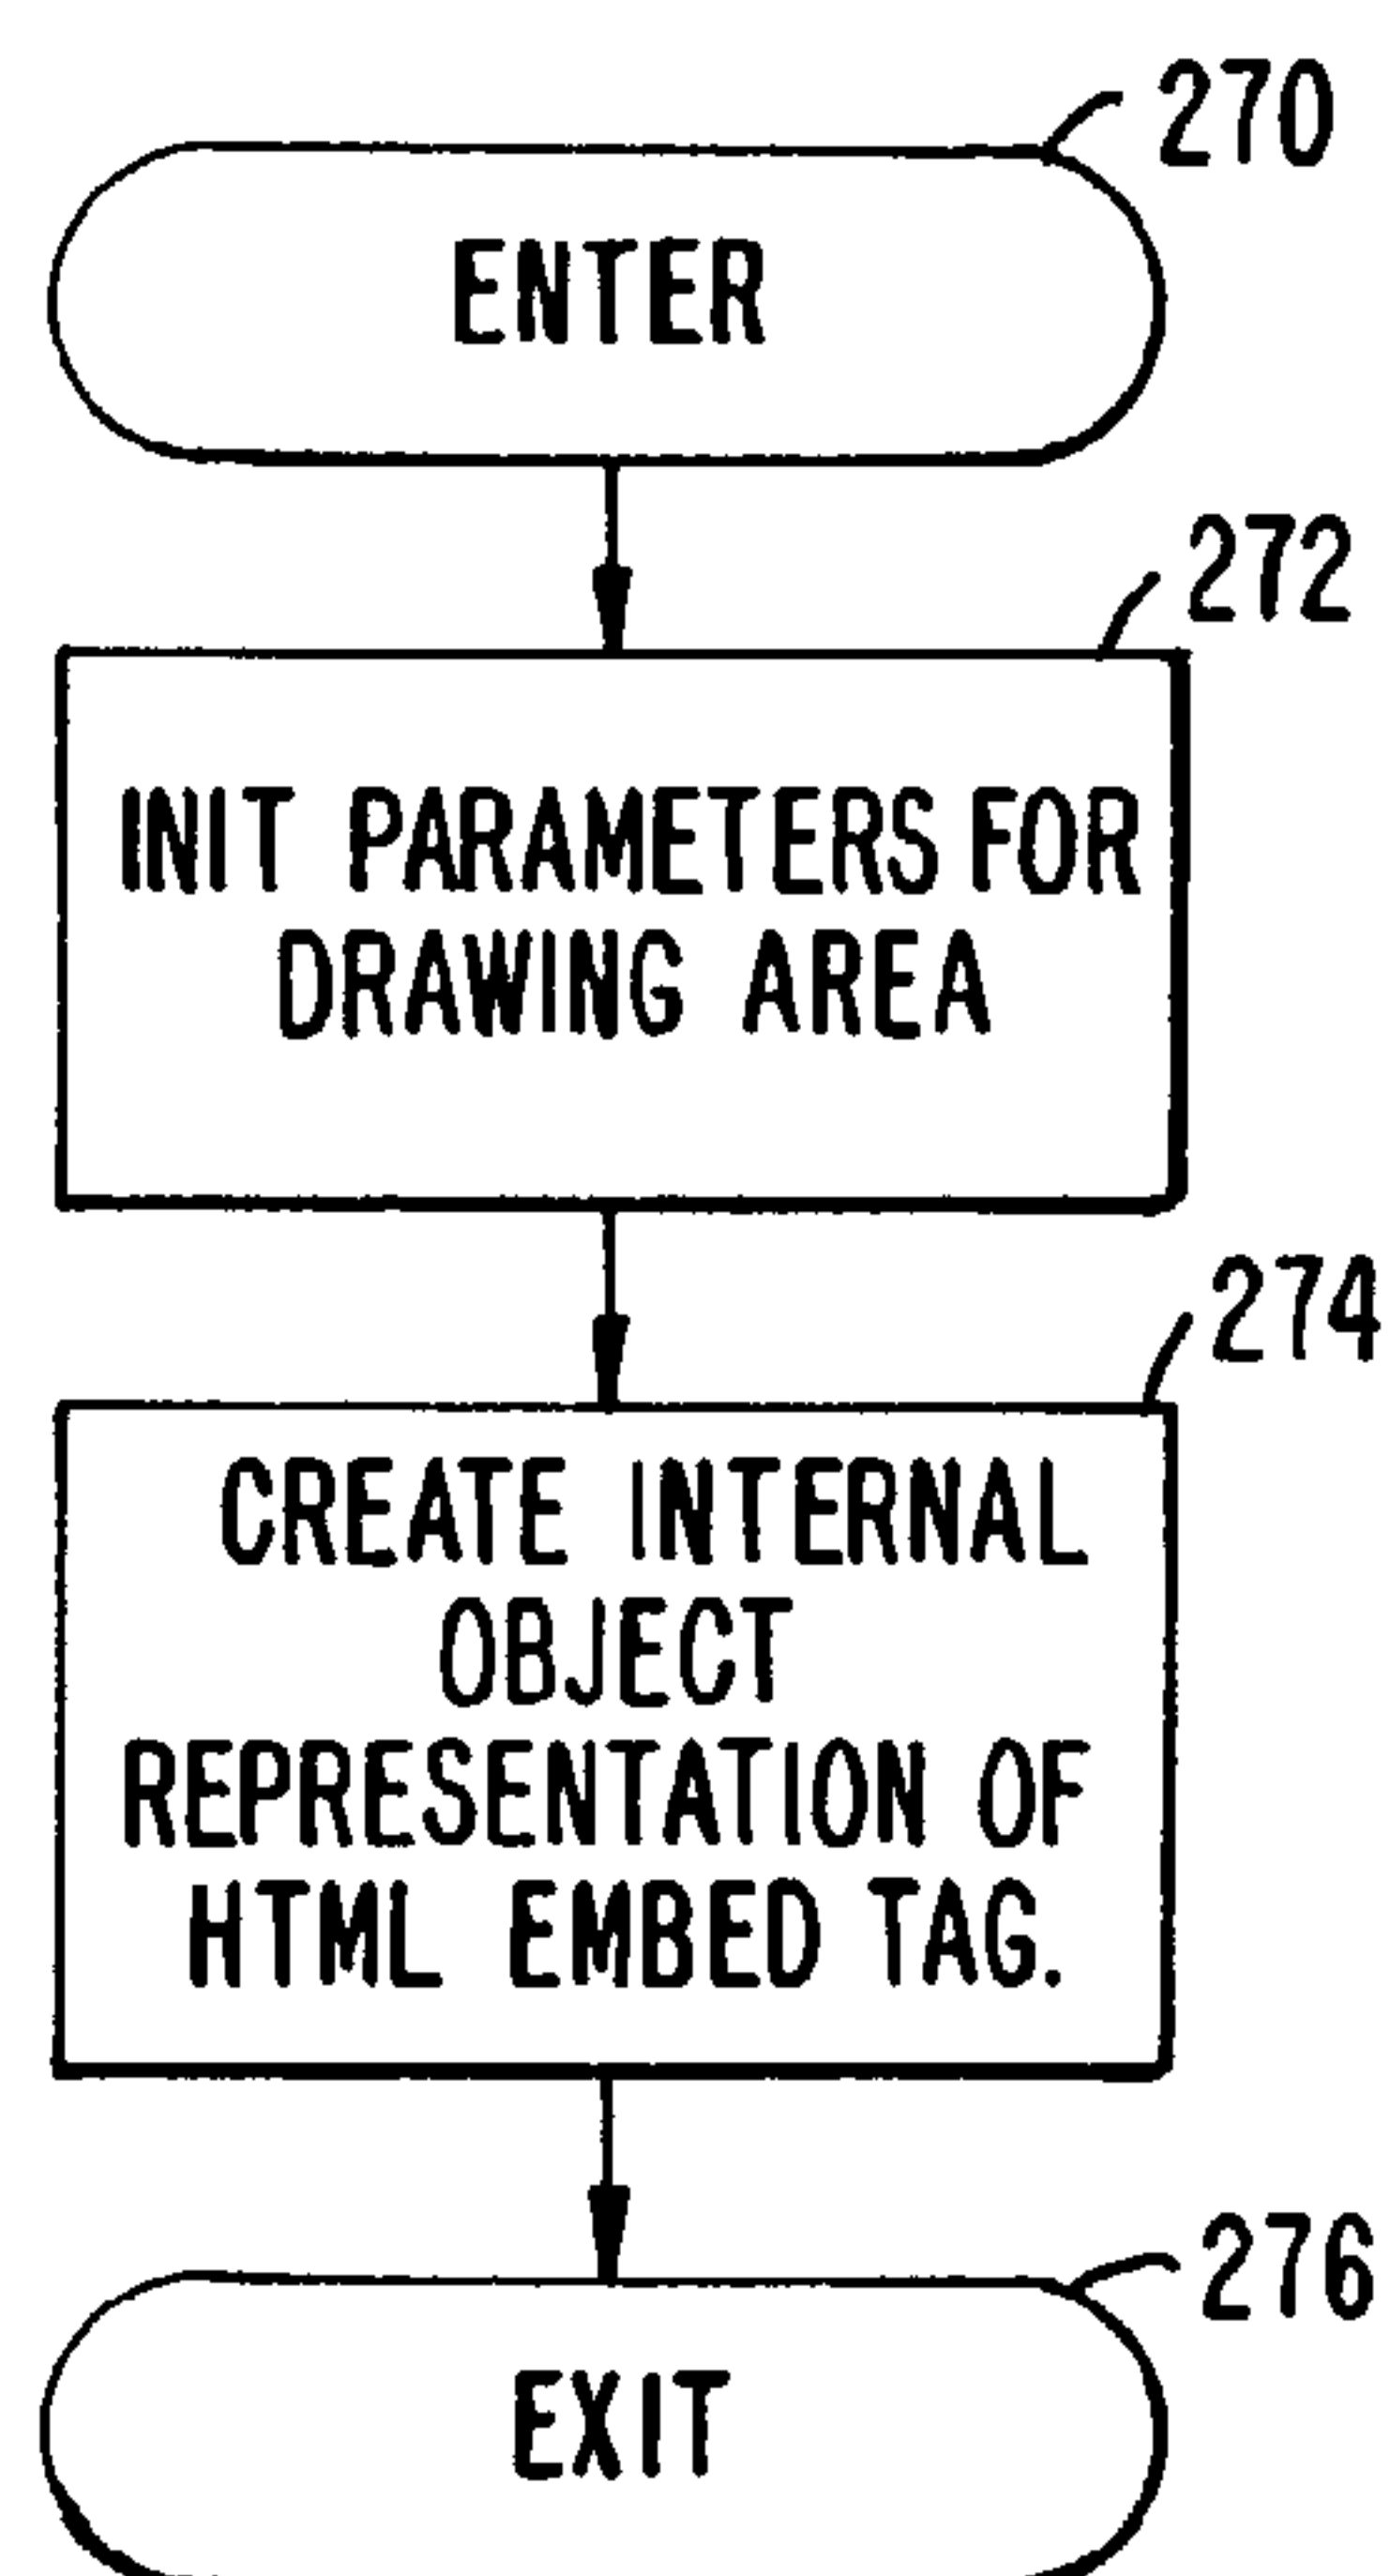 270
ENTER
272
INIT PARAMETERS FOR
DRAWING AREA
274
CREATE INTERNAL
OBJECT
REPRESENTATION OF
HTML EMBED TAG.
276
EXIT